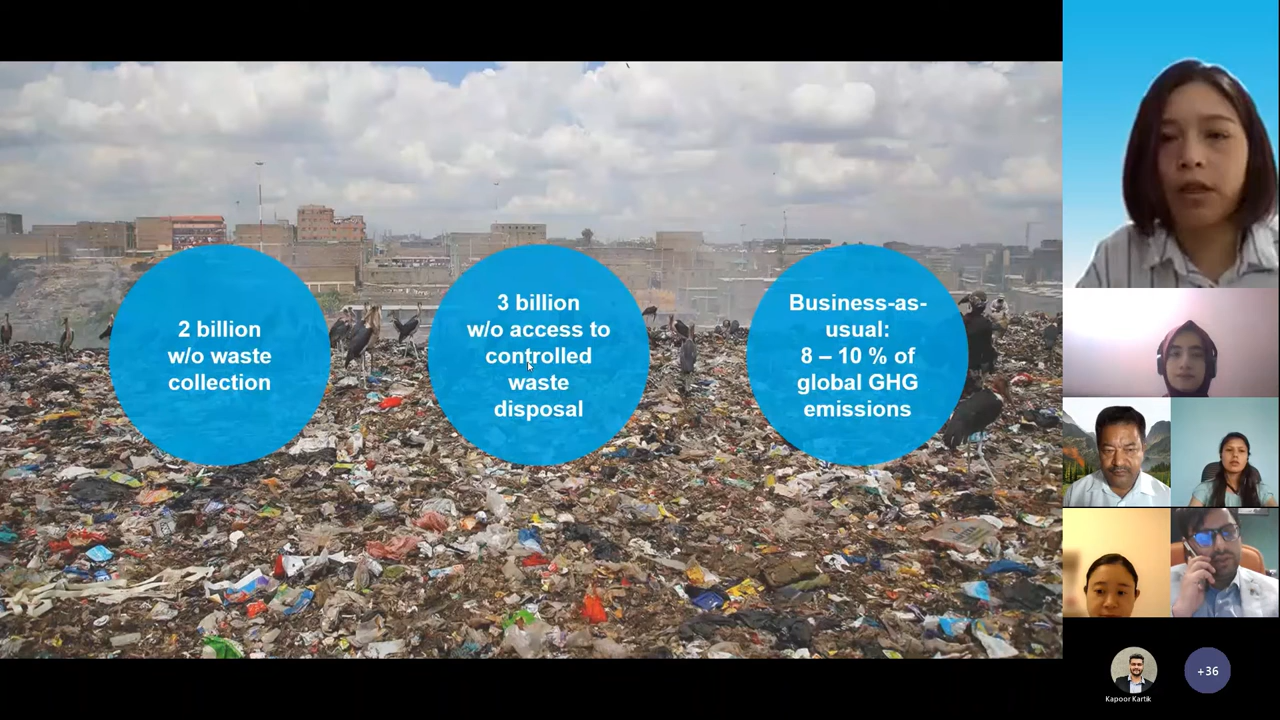 2 billion
w/o waste
collection
3 billion
w/o access to
controlled
waste
disposal
Business-as-
usual:
8 – 10 % of
global GHG
emissions
Kapoor Kartik
+36